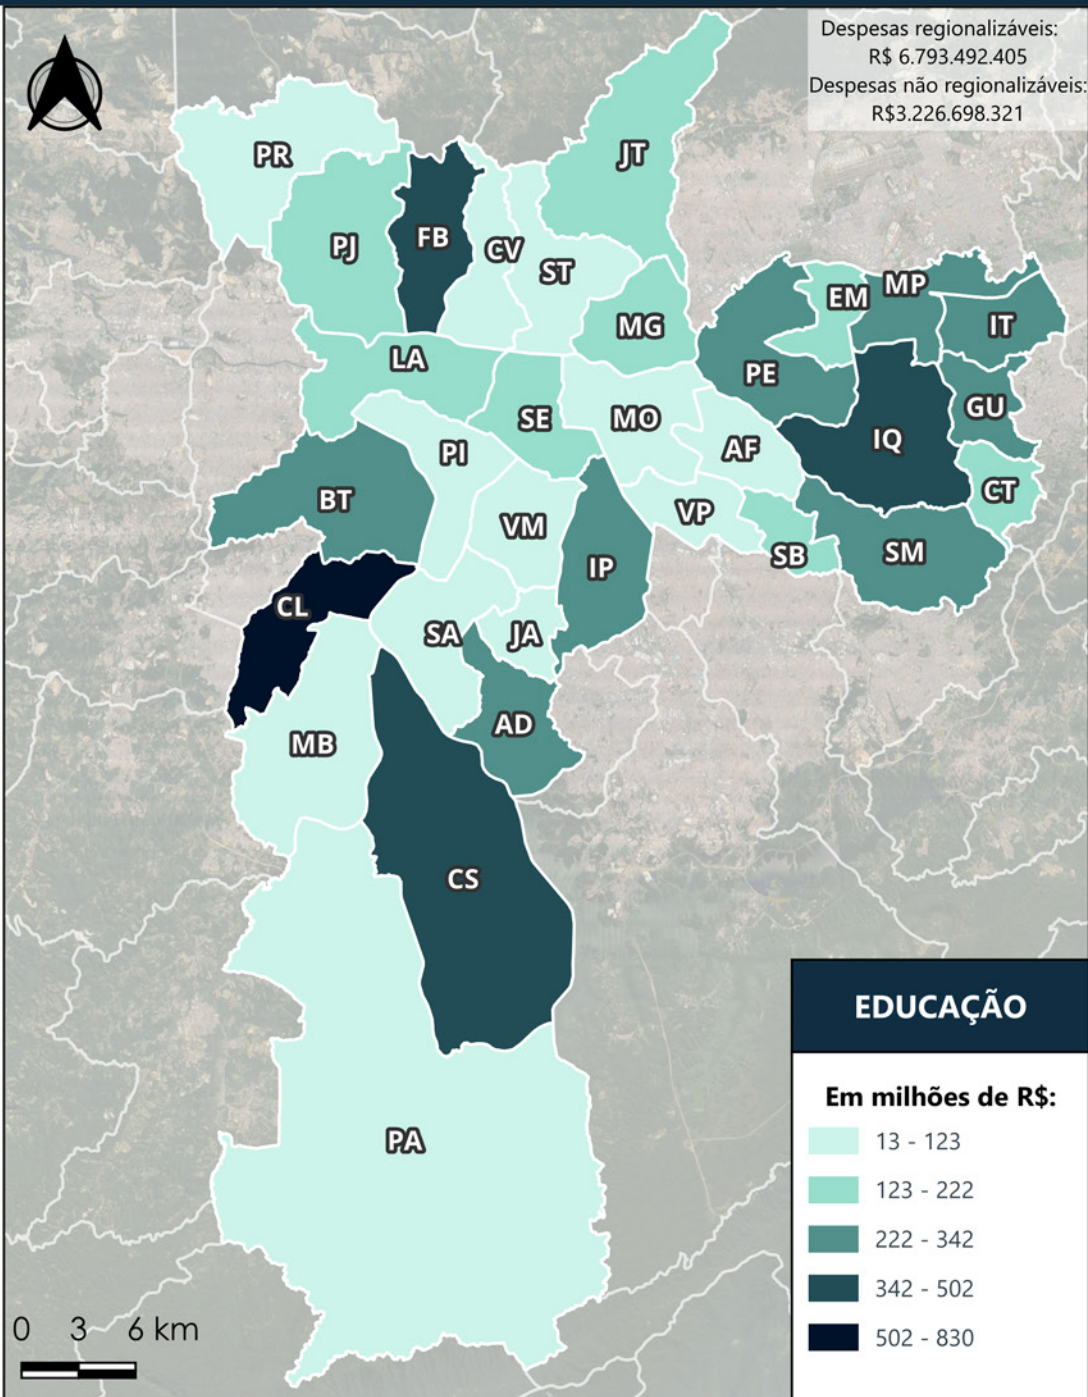 Despesas regionalizáveis:
R$ 6.793.492.405
Despesas não regionalizáveis:
R$3.226.698.321
JT
PR
FB
PJ
CV
ST
MP
EM
IT
MG
LA
PE
GU
SE
MO
IQ
AF
PI
CT
BT
VP
VM
SM
SB
IP
CL
SA
JA
AD
MB
CS
PA
EDUCAÇÃO
Em milhões de R$:
13 - 123
123 - 222
222 - 342
342 - 502
502 - 830
0 3 6 km